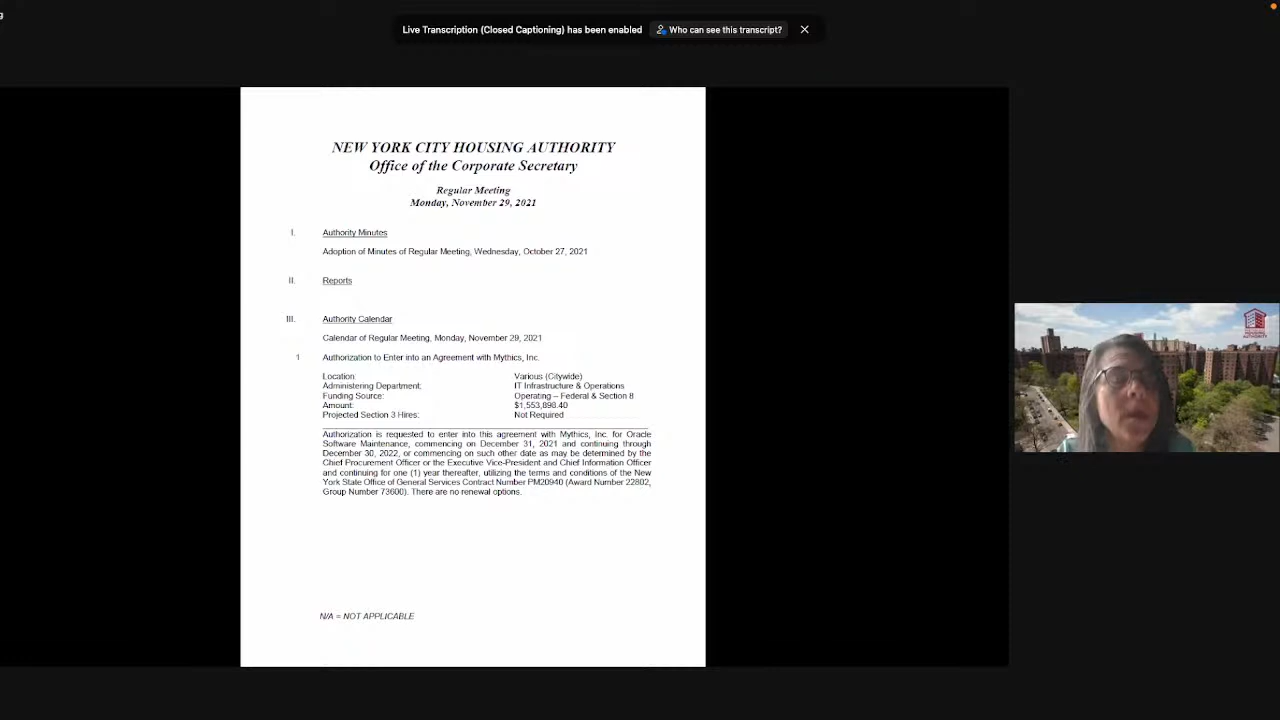 Live Transcription (Closed Captioning) has been enabled
Who can see this transcript?
NEW YORK CITY HOUSING AUTHORITY
Office of the Corporate Secretary
Regular Meeting
Monday, November 29, 2021
I. Authority Minutes
Adoption of Minutes of Regular Meeting, Wednesday, October 27, 2021
II. Reports
III. Authority Calendar
Calendar of Regular Meeting, Monday, November 29, 2021
1 Authorization to Enter into an Agreement with Mythics, Inc.
Location: Various (Citywide)
Administering Department: IT Infrastructure & Operations
Funding Source: Operating – Federal & Section 8
Amount: $1,553,898.40
Projected Section 3 Hires: Not Required
Authorization is requested to enter into this agreement with Mythics, Inc. for Oracle
Software Maintenance, commencing on December 31, 2021 and continuing through
December 30, 2022, or commencing on such other date as may be determined by the
Chief Procurement Officer or the Executive Vice-President and Chief Information Officer
and continuing for one (1) year thereafter, utilizing the terms and conditions of the New
York State Office of General Services Contract Number PM20940 (Award Number 22802,
Group Number 73600). There are no renewal options.
N/A = NOT APPLICABLE